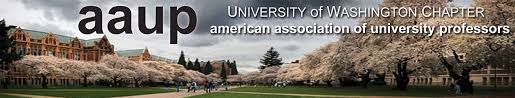 aaup
UNIVERSITY of WASHINGTON CHAPTER
american association of university professors